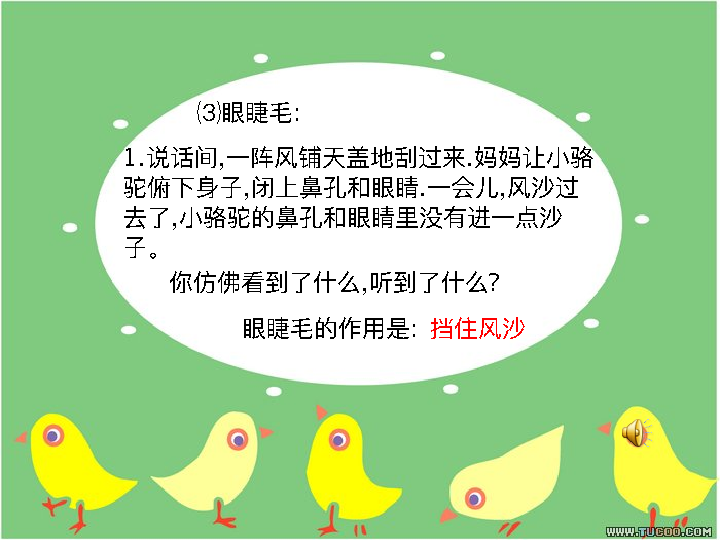 ⑶眼睫毛:
1.说话间,一阵风铺天盖地刮过来.妈妈让小骆
驼俯下身子,闭上鼻孔和眼睛.一会儿,风沙过
去了,小骆驼的鼻孔和眼睛里没有进一点沙
子。
你仿佛看到了什么,听到了什么?
眼睫毛的作用是: 挡住风沙
WWW.TUCOO.COM